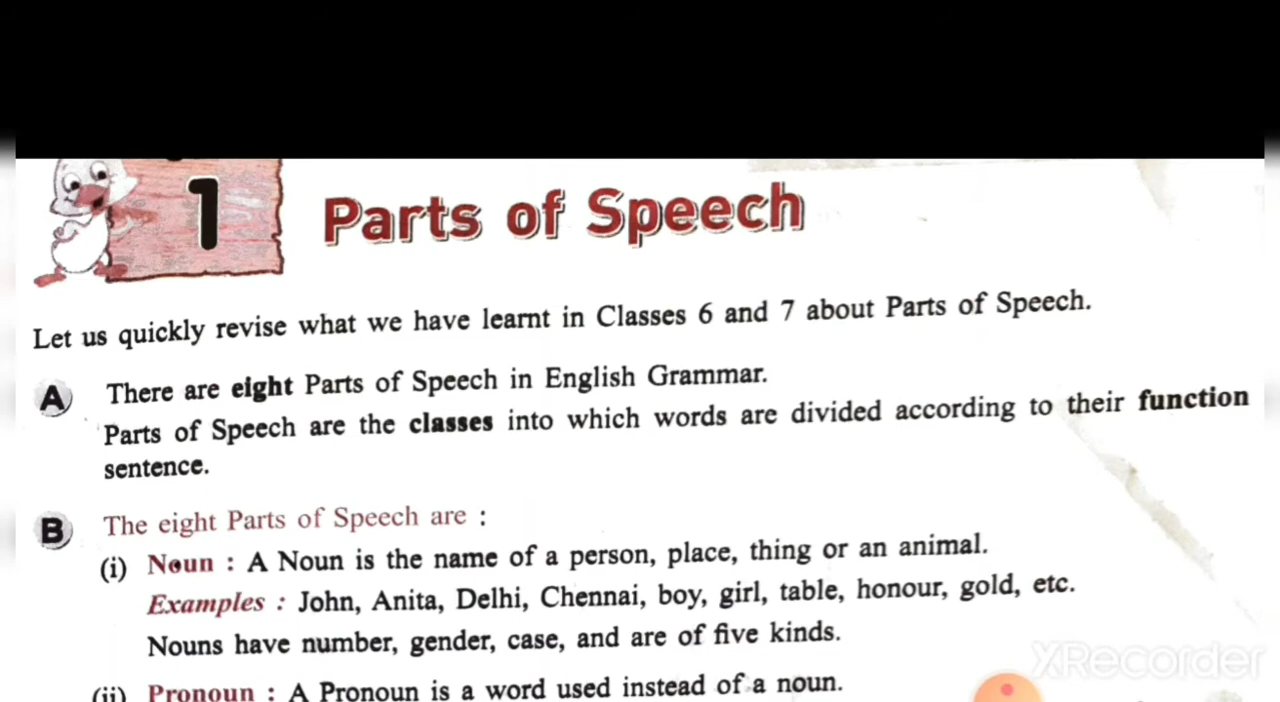 1
Parts of Speech
Let us quickly revise what we have learnt in Classes 6 and 7 about Parts of Speech.
A There are eight Parts of Speech in English Grammar.
Parts of Speech are the classes into which words are divided according to their function
sentence.
B The eight Parts of Speech are :
(i) Noun : A Noun is the name of a person, place, thing or an animal.
Examples : John, Anita, Delhi, Chennai, boy, girl, table, honour, gold, etc.
Nouns have number, gender, case, and are of five kinds.
(ii) Pronoun : A Pronoun is a word used instead of a noun.
XRecorder